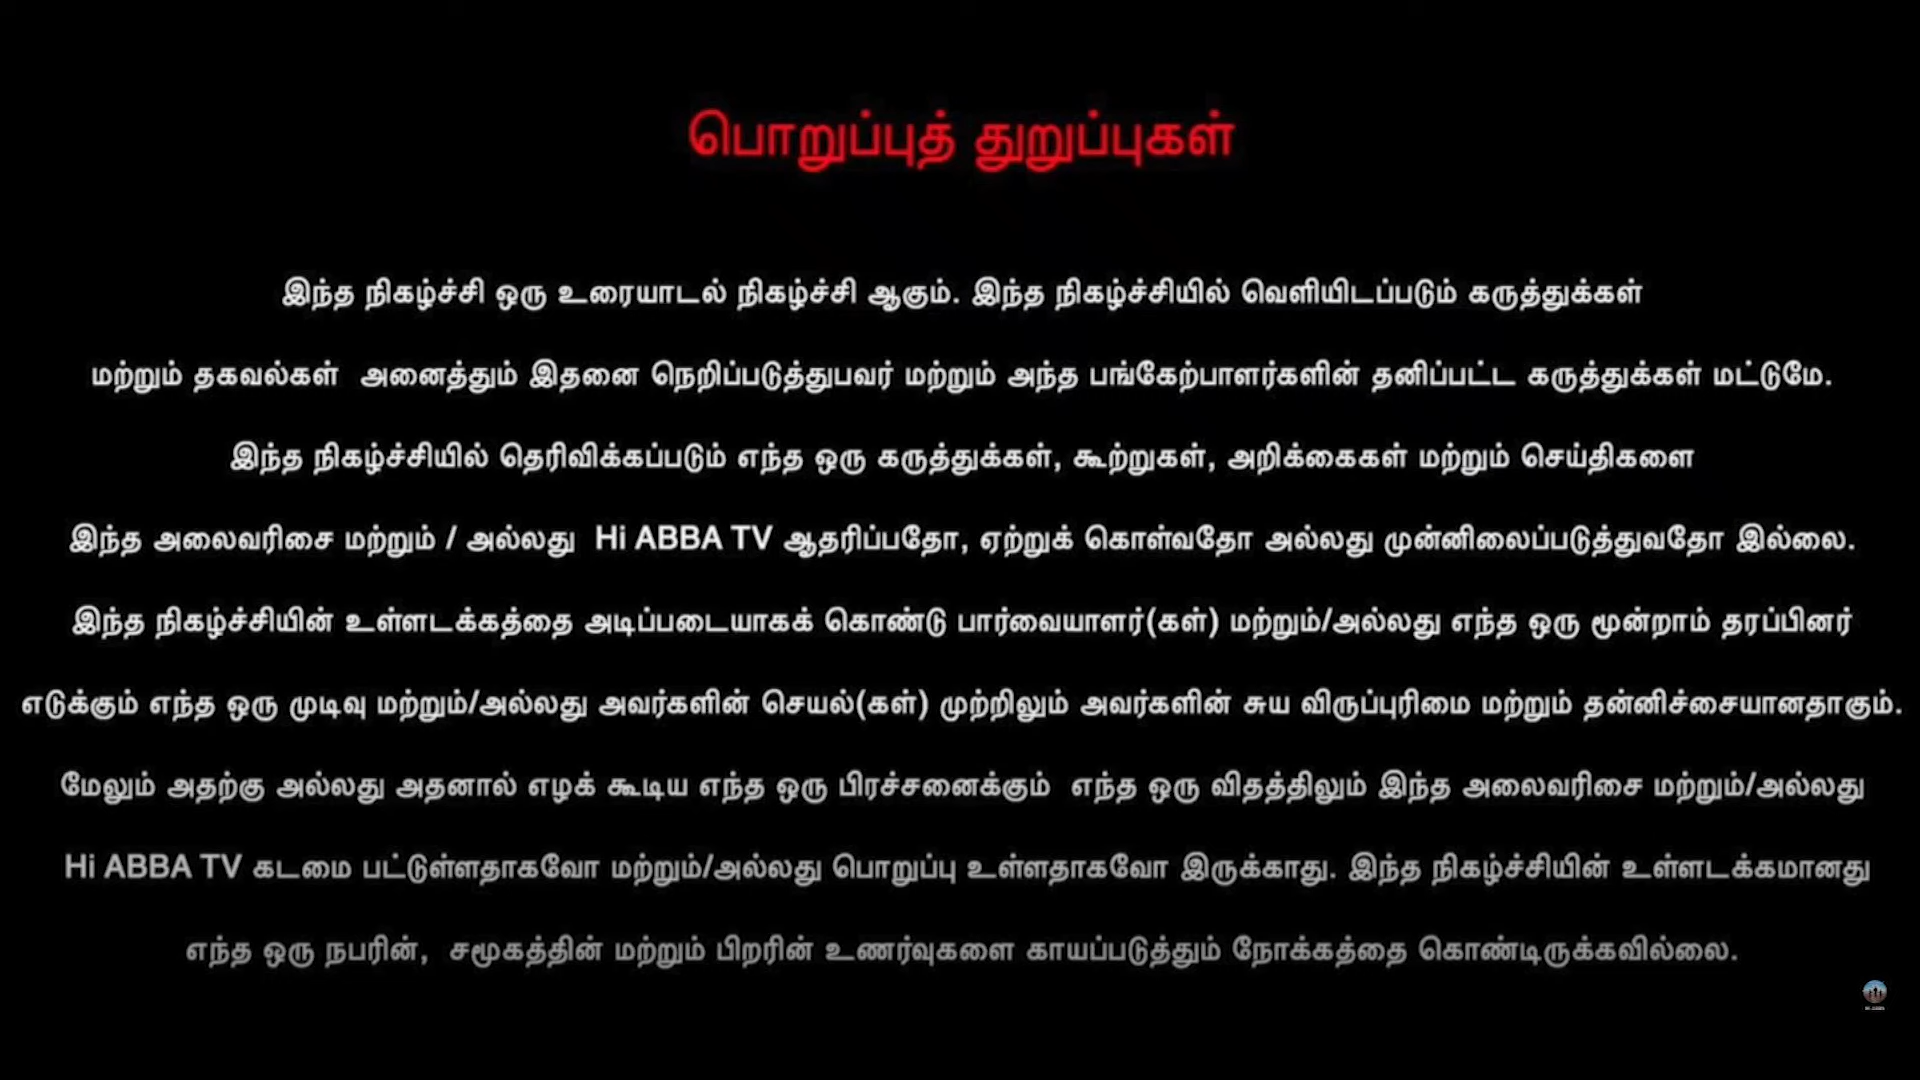 பொறுப்புத் துறுப்புகள்
இந்த நிகழ்ச்சி ஒரு உரையாடல் நிகழ்ச்சி ஆகும். இந்த நிகழ்ச்சியில் வெளியிடப்படும் கருத்துக்கள்
மற்றும் தகவல்கள் அனைத்தும் இதனை நெறிப்படுத்துபவர் மற்றும் அந்த பங்கேற்பாளர்களின் தனிப்பட்ட கருத்துக்கள் மட்டுமே.
இந்த நிகழ்ச்சியில் தெரிவிக்கப்படும் எந்த ஒரு கருத்துக்கள், கூற்றுகள், அறிக்கைகள் மற்றும் செய்திகளை
இந்த அலைவரிசை மற்றும் / அல்லது Hi ABBA TV ஆதரிப்பதோ, ஏற்றுக் கொள்வதோ அல்லது முன்னிலைப்படுத்துவதோ இல்லை.
இந்த நிகழ்ச்சியின் உள்ளடக்கத்தை அடிப்படையாகக் கொண்டு பார்வையாளர்(கள்) மற்றும்/அல்லது எந்த ஒரு மூன்றாம் தரப்பினர்
எடுக்கும் எந்த ஒரு முடிவு மற்றும்/அல்லது அவர்களின் செயல்(கள்) முற்றிலும் அவர்களின் சுய விருப்புரிமை மற்றும் தன்னிச்சையானதாகும்.
மேலும் அதற்கு அல்லது அதனால் எழக் கூடிய எந்த ஒரு பிரச்சனைக்கும் எந்த ஒரு விதத்திலும் இந்த அலைவரிசை மற்றும்/அல்லது
Hi ABBA TV கடமை பட்டுள்ளதாகவோ மற்றும்/அல்லது பொறுப்பு உள்ளதாகவோ இருக்காது. இந்த நிகழ்ச்சியின் உள்ளடக்கமானது
எந்த ஒரு நபரின், சமூகத்தின் மற்றும் பிறரின் உணர்வுகளை காயப்படுத்தும் நோக்கத்தை கொண்டிருக்கவில்லை.